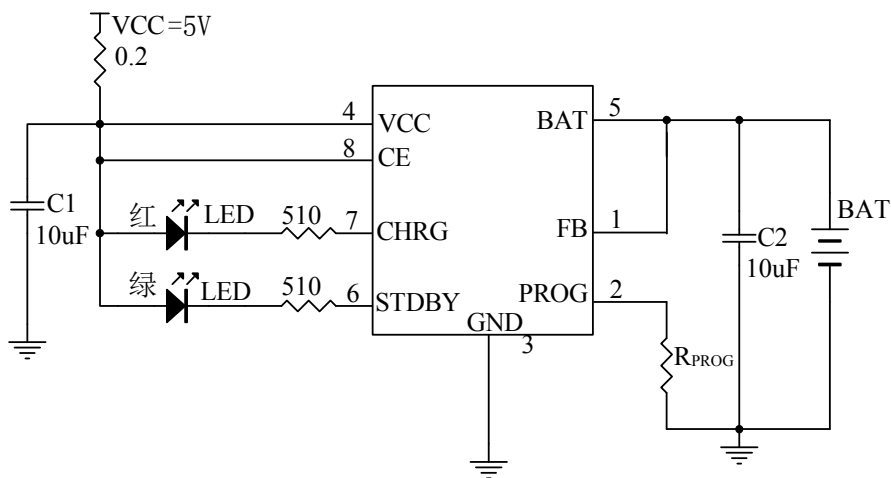 VCC=5V
0.2
4
VCC
BAT
5
8
CE
C1
10uF
红
LED
510
7
CHRG
FB
1
C2
10uF
BAT
绿
LED
510
6
STDBY
PROG
2
GND
3
RPROG